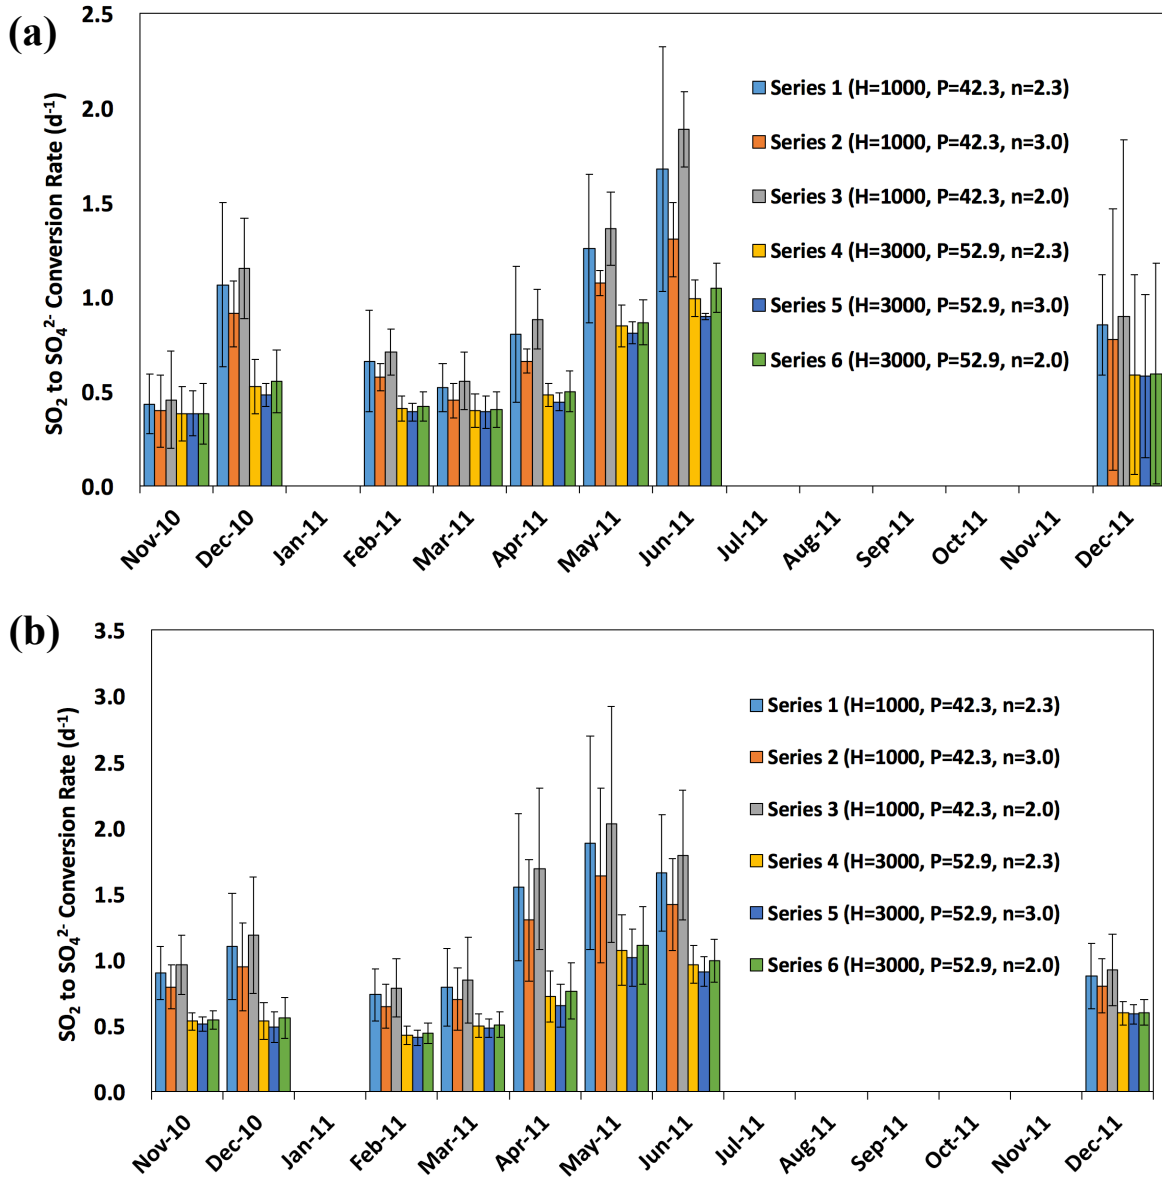 (a)
SO2 to SO4 2- Conversion Rate (d-1)
2.5
2.0
1.5
1.0
0.5
0.0
Series 1 (H=1000, P=42.3, n=2.3)
Series 2 (H=1000, P=42.3, n=3.0)
Series 3 (H=1000, P=42.3, n=2.0)
Series 4 (H=3000, P=52.9, n=2.3)
Series 5 (H=3000, P=52.9, n=3.0)
Series 6 (H=3000, P=52.9, n=2.0)
Nov-10 Dec-10 Jan-11 Feb-11 Mar-11 Apr-11 May-11 Jun-11 Jul-11 Aug-11 Sep-11 Oct-11 Nov-11 Dec-11
(b)
SO2 to SO4 2- Conversion Rate (d-1)
3.5
3.0
2.5
2.0
1.5
1.0
0.5
0.0
Series 1 (H=1000, P=42.3, n=2.3)
Series 2 (H=1000, P=42.3, n=3.0)
Series 3 (H=1000, P=42.3, n=2.0)
Series 4 (H=3000, P=52.9, n=2.3)
Series 5 (H=3000, P=52.9, n=3.0)
Series 6 (H=3000, P=52.9, n=2.0)
Nov-10 Dec-10 Jan-11 Feb-11 Mar-11 Apr-11 May-11 Jun-11 Jul-11 Aug-11 Sep-11 Oct-11 Nov-11 Dec-11